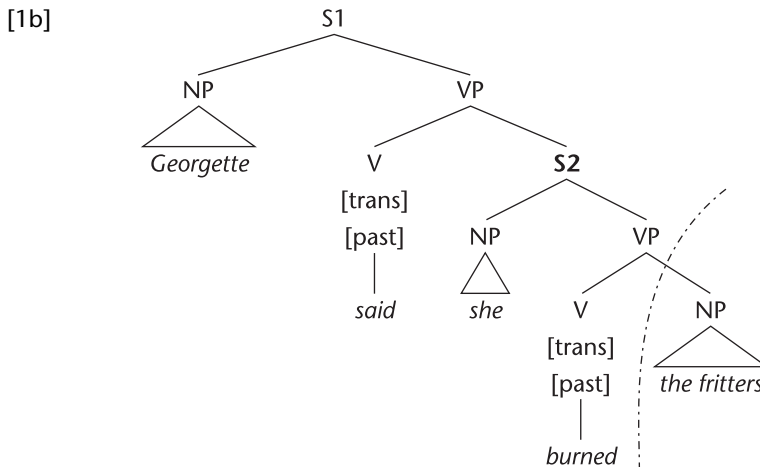 [1b]
S1
NP VP
Georgette V S2
[trans]
[past] NP VP
said she V NP
[trans]
[past] the fritters
burned